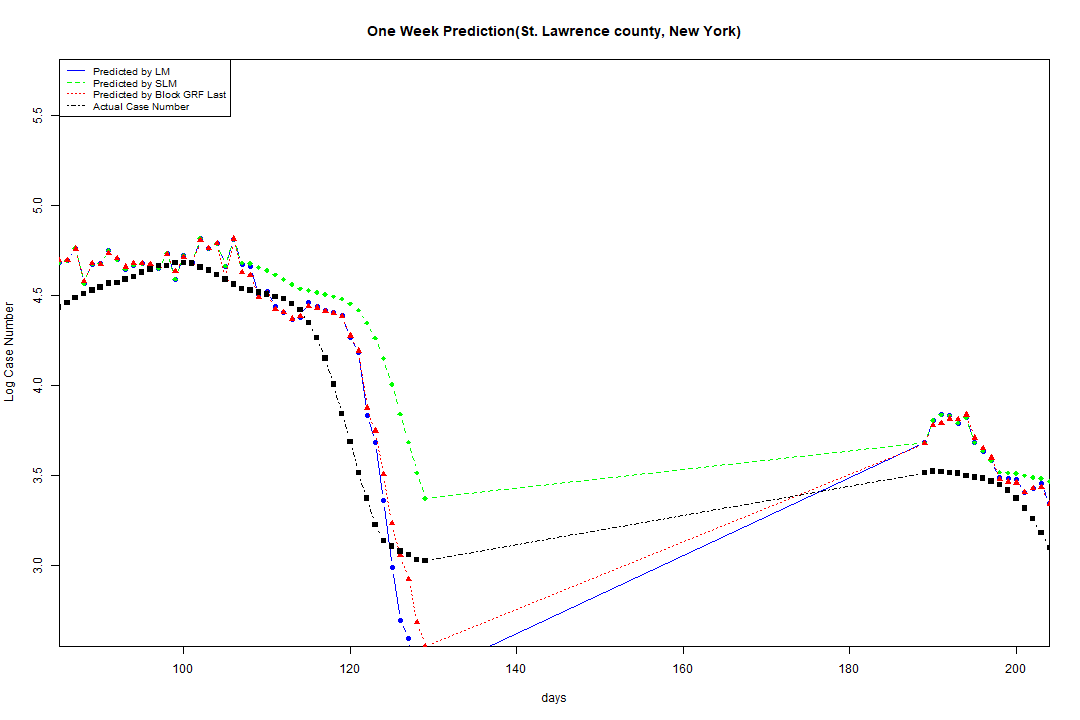 One Week Prediction(St. Lawrence county, New York)
Predicted by LM
Predicted by SLM
Predicted by Block GRF Last
Actual Case Number
5.5
5.0
4.5
4.0
3.5
3.0
Log Case Number
100 120 140 160 180 200
days